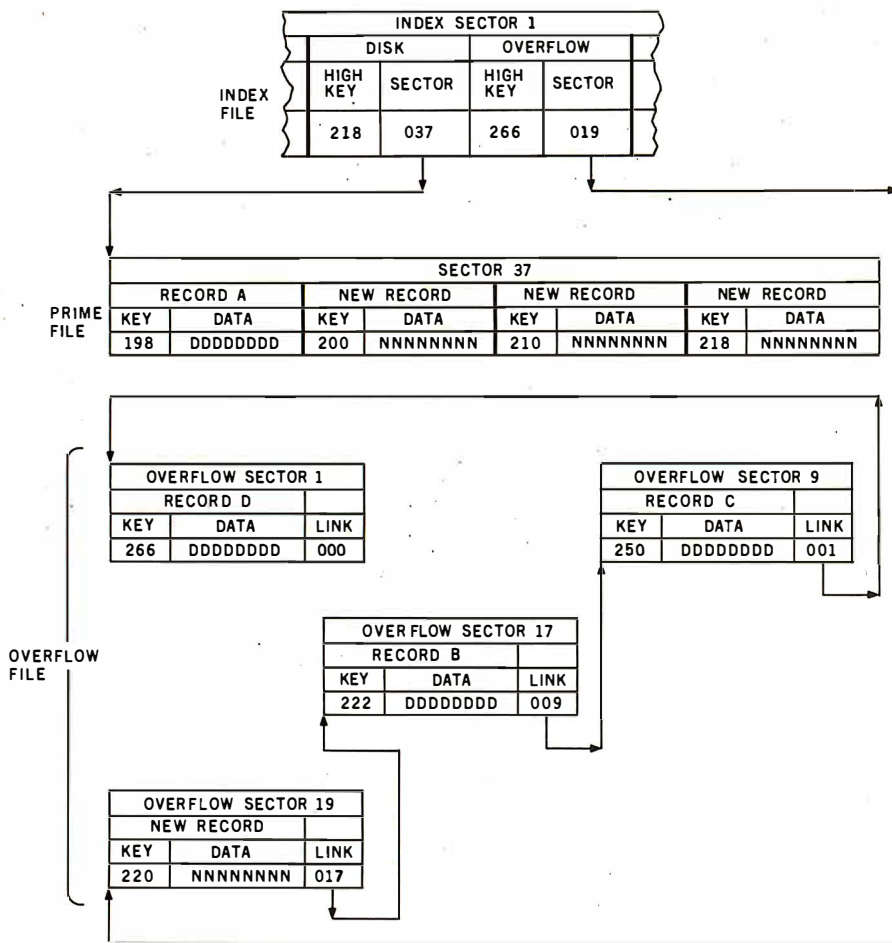 INDEX SECTOR 1
DISK OVERFLOW
HIGH KEY SECTOR HIGH KEY SECTOR
218 037 266 019
INDEX FILE
SECTOR 37
RECORD A NEW RECORD NEW RECORD NEW RECORD
KEY DATA KEY DATA KEY DATA KEY DATA
198 DDDDDDDD 200 NNNNNNNN 210 NNNNNNNN 218 NNNNNNNN
PRIME FILE
OVERFLOW SECTOR 1
RECORD D
KEY DATA LINK
266 DDDDDDDD 000
OVERFLOW SECTOR 9
RECORD C
KEY DATA LINK
250 DDDDDDDD 001
OVERFLOW SECTOR 17
RECORD B
KEY DATA LINK
222 DDDDDDDD 009
OVERFLOW FILE
OVERFLOW SECTOR 19
NEW RECORD
KEY DATA LINK
220 NNNNNNNN 017